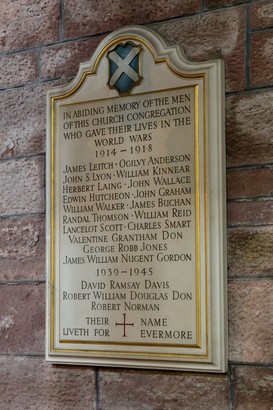 IN ABIDING MEMORY OF THE MEN
OF THIS CHURCH CONGREGATION
WHO GAVE THEIR LIVES IN THE
WORLD WARS
1914-1918
JAMES LEITCH · OGILVY ANDERSON
JOHN S. LYON · WILLIAM KINNEAR
HERBERT LAING · JOHN WALLACE
EDWIN HUTCHEON · JOHN GRAHAM
WILLIAM WALKER · JAMES BUCHAN
RANDAL THOMSON · WILLIAM REID
LANCELOT SCOTT · CHARLES SMART
VALENTINE GRANTHAM DON
GEORGE ROBB JONES
JAMES WILLIAM NUGENT GORDON
1939-1945
DAVID RAMSAY DAVIS
ROBERT WILLIAM DOUGLAS DON
ROBERT NORMAN
THEIR NAME
LIVETH FOR EVERMORE